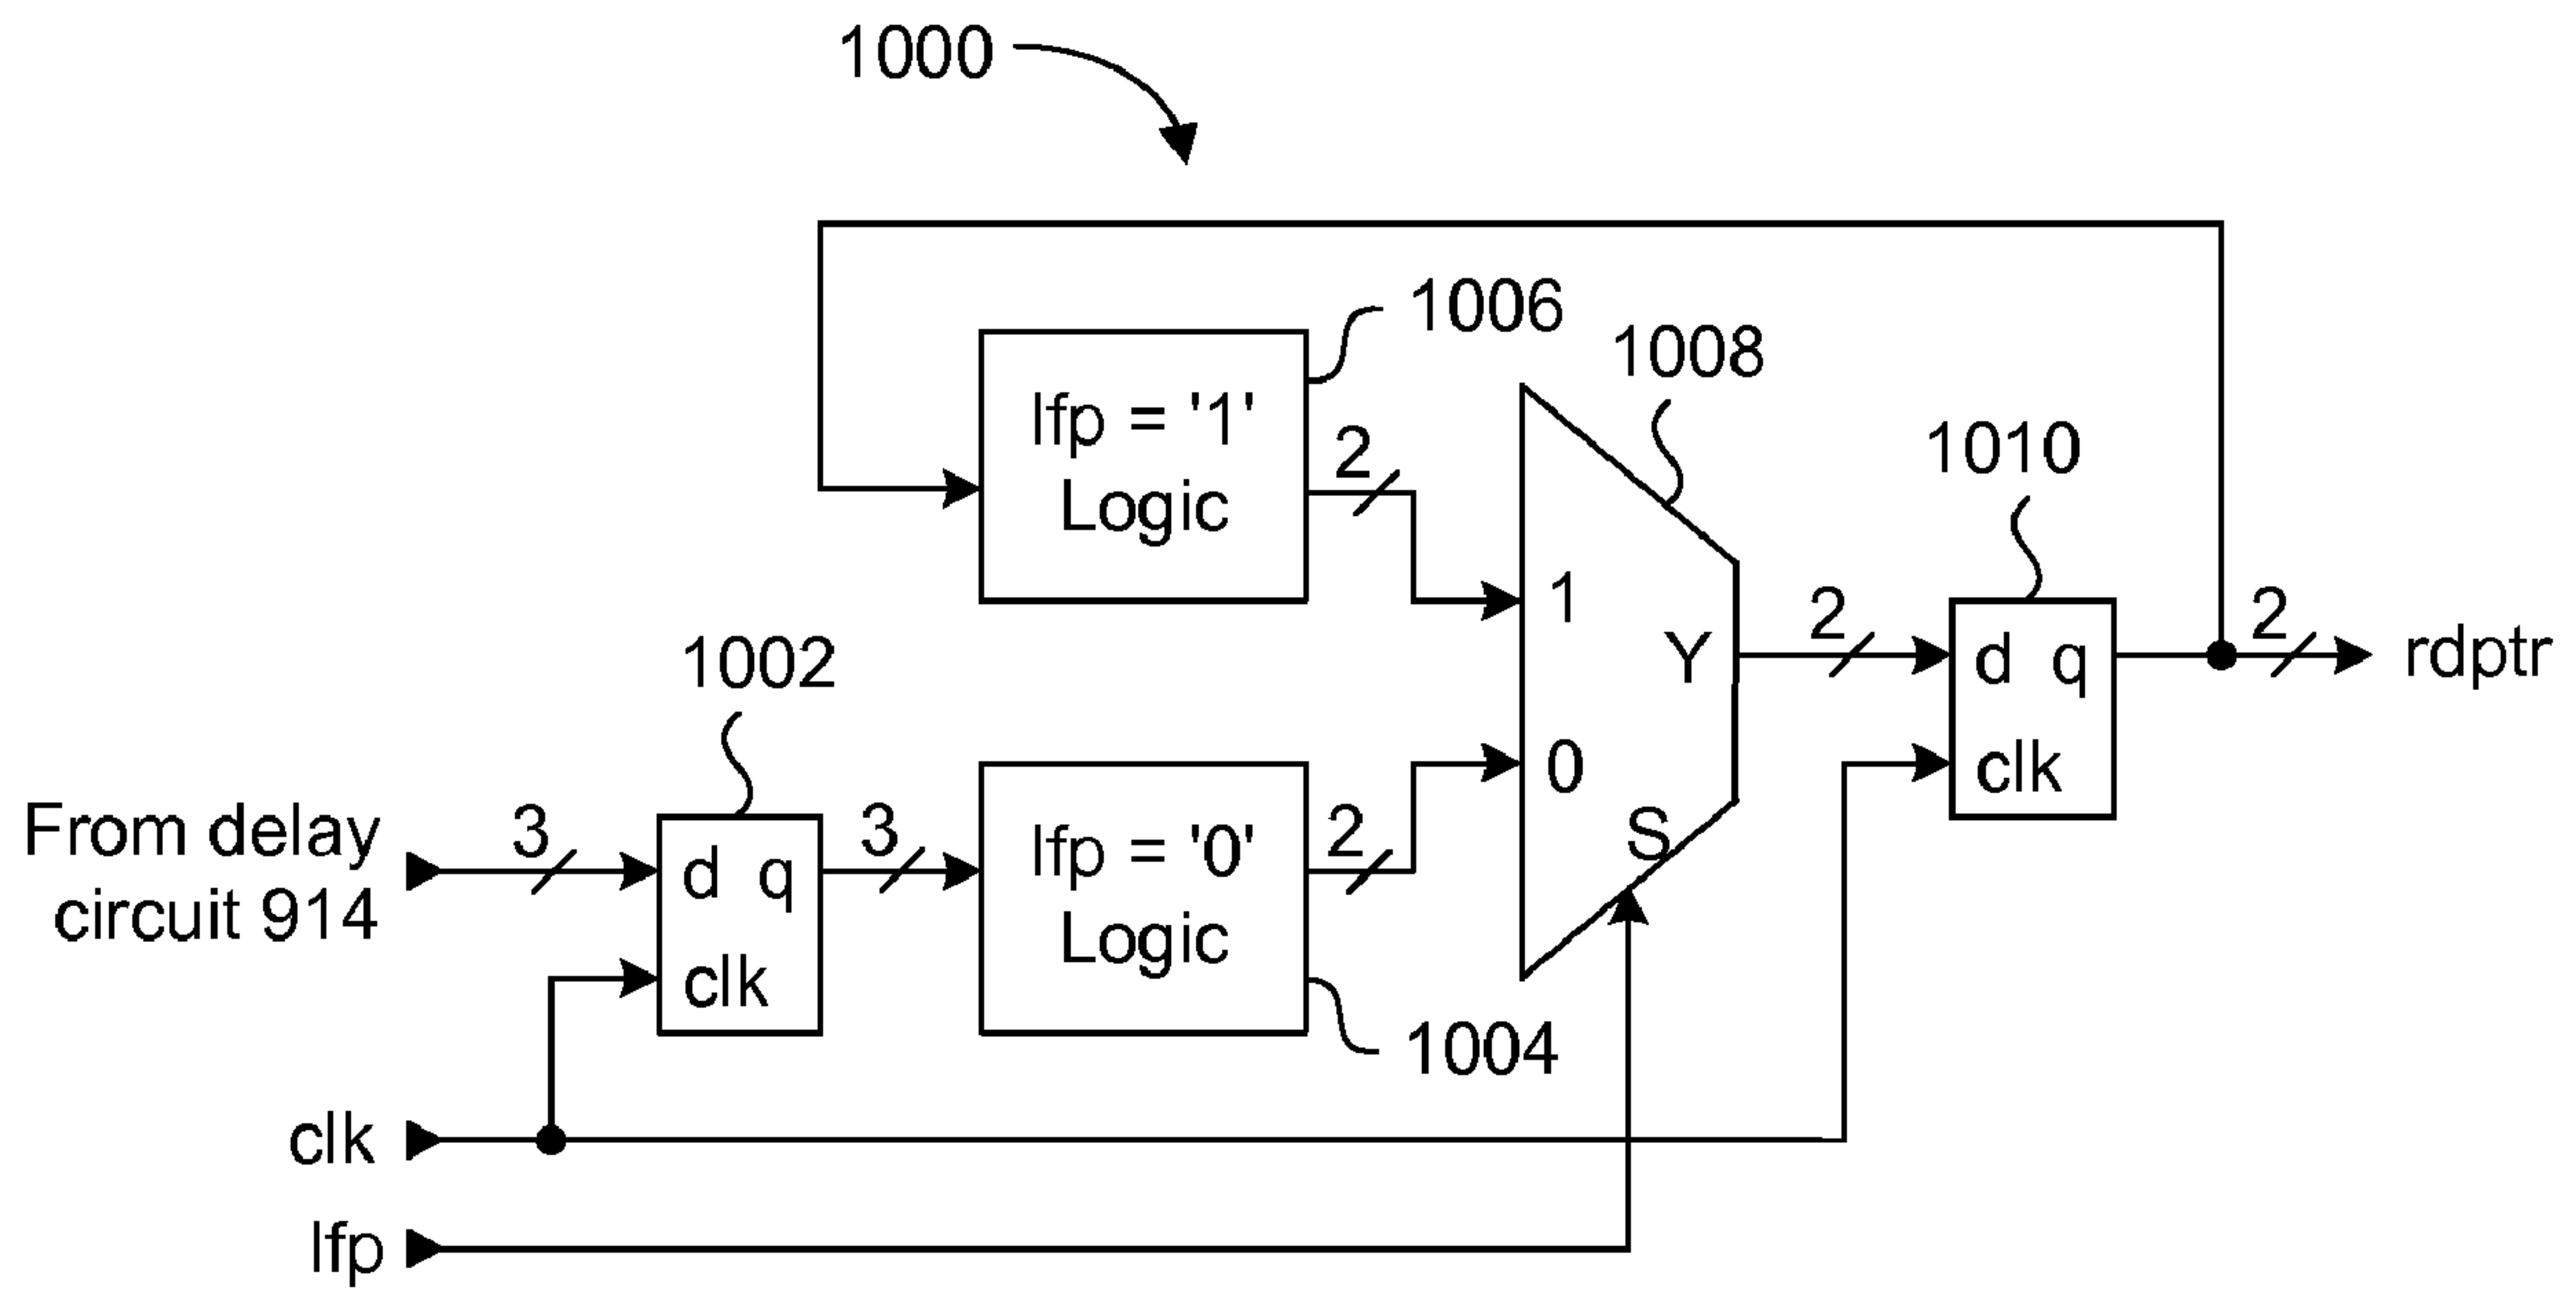 1000
1006
lfp = '1'
Logic
2
1008
1010
1
Y
2
d q
clk
2
rdptr
1002
From delay
circuit 914
3
d q
clk
3
lfp = '0'
Logic
2
0
S
1004
clk
lfp